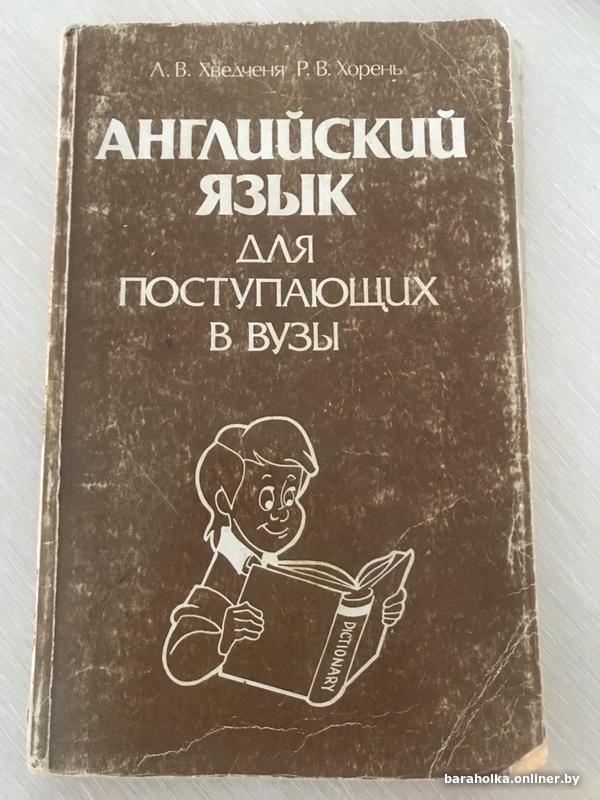 Л. В. Хведченя Р. В. Хорень
АНГЛИЙСКИЙ
ЯЗЫК
ДЛЯ
ПОСТУПАЮЩИХ
В ВУЗЫ
DICTIONARY
baraholka.onliner.by